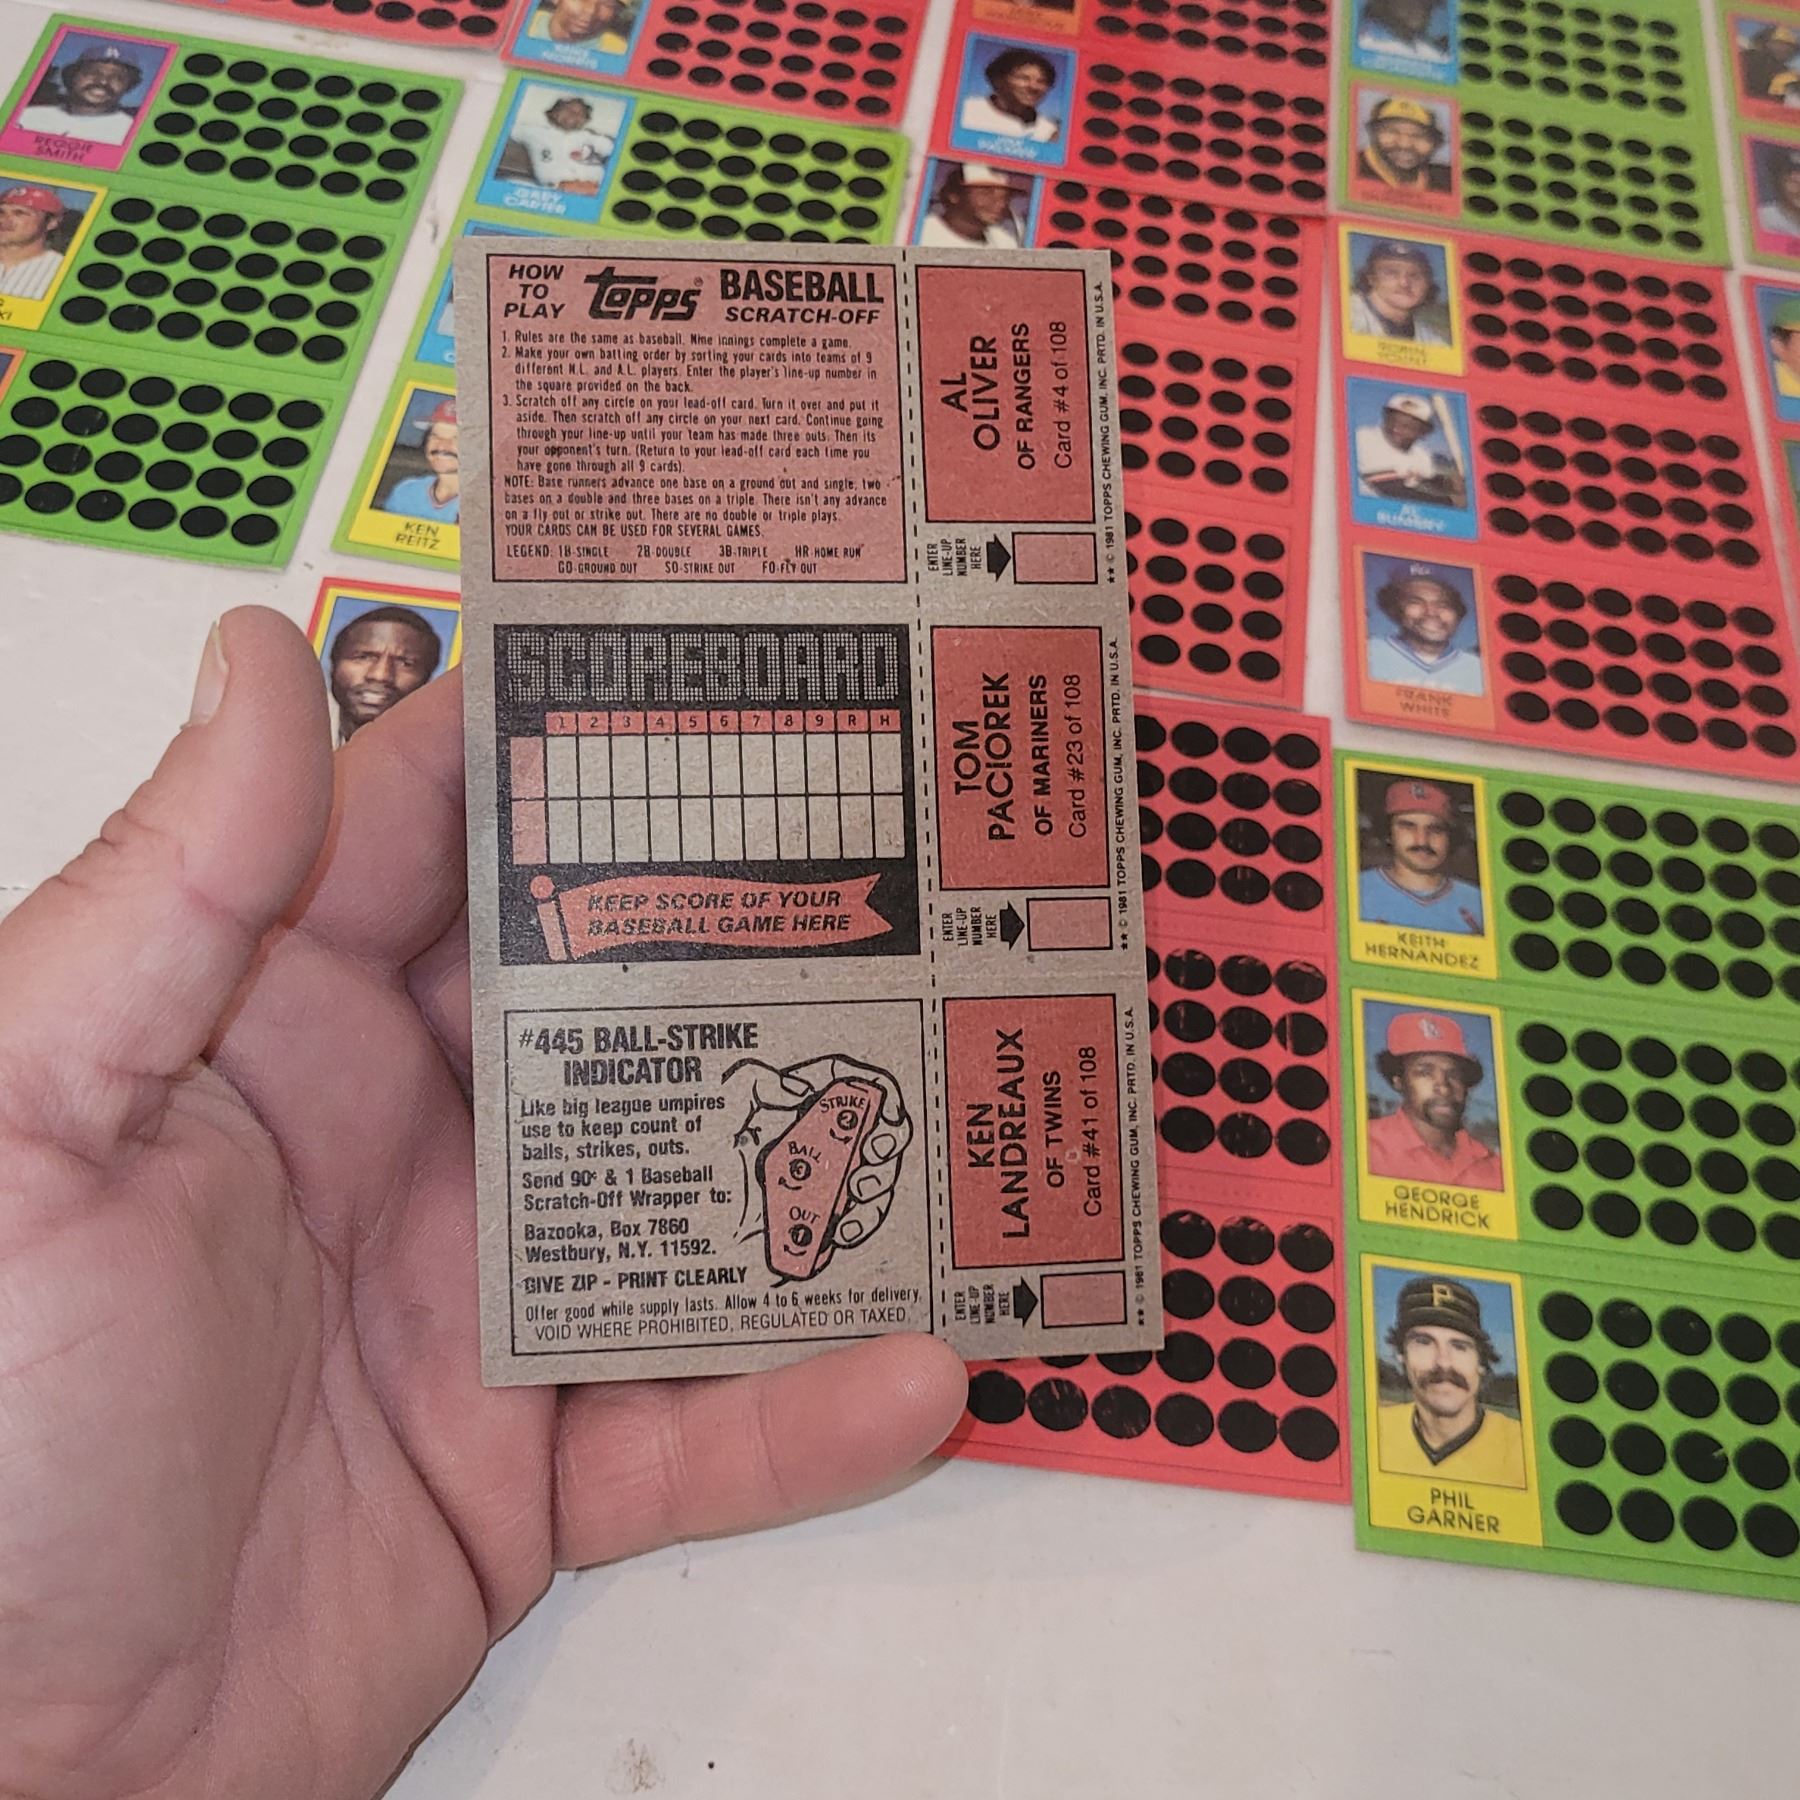 REGGIE
SMITH
GARY
CARTER
KEN
REITZ
HOW
TO
PLAY
topps®
BASEBALL
SCRATCH-OFF
1. Rules are the same as baseball. Nine innings complete a game.
2. Make your own batting order by sorting your cards into teams of 9
different N.L. and A.L. players. Enter the player's line-up number in
the square provided on the back.
3. Scratch off any circle on your lead-off card. Turn it over and put it
aside. Then scratch off any circle on your next card. Continue going
through your line-up until your team has made three outs. Then its
your opponent's turn. (Return to your lead-off card each time you
have gone through all 9 cards).
NOTE: Base runners advance one base on a ground out and single, two
bases on a double and three bases on a triple. There isn't any advance
on a fly out or strike out. There are no double or triple plays.
YOUR CARDS CAN BE USED FOR SEVERAL GAMES.
LEGEND: 1B-SINGLE 2B-DOUBLE 3B-TRIPLE HR-HOME RUN
GO-GROUND OUT SO-STRIKE OUT FO-FLY OUT
AL
OLIVER
OF RANGERS
Card #4 of 108
ENTER
LINE-UP
NUMBER
HERE
** © 1981 TOPPS CHEWING GUM, INC. PRTD. IN U.S.A.
SCOREBOARD
1 2 3 4 5 6 7 8 9 R H
KEEP SCORE OF YOUR
BASEBALL GAME HERE
TOM
PACIOREK
OF MARINERS
Card #23 of 108
ENTER
LINE-UP
NUMBER
HERE
** © 1981 TOPPS CHEWING GUM, INC. PRTD. IN U.S.A.
#445 BALL-STRIKE
INDICATOR
Like big league umpires
use to keep count of
balls, strikes, outs.
Send 90¢ & 1 Baseball
Scratch-Off Wrapper to:
Bazooka, Box 7860
Westbury, N.Y. 11592.
GIVE ZIP - PRINT CLEARLY
Offer good while supply lasts. Allow 4 to 6 weeks for delivery.
VOID WHERE PROHIBITED, REGULATED OR TAXED.
STRIKE
2
BALL
3
OUT
1
KEN
LANDREAUX
OF TWINS
Card #41 of 108
ENTER
LINE-UP
NUMBER
HERE
** © 1981 TOPPS CHEWING GUM, INC. PRTD. IN U.S.A.
ROBIN
YOUNT
AL
BUMBRY
FRANK
WHITE
KEITH
HERNANDEZ
GEORGE
HENDRICK
P
PHIL
GARNER